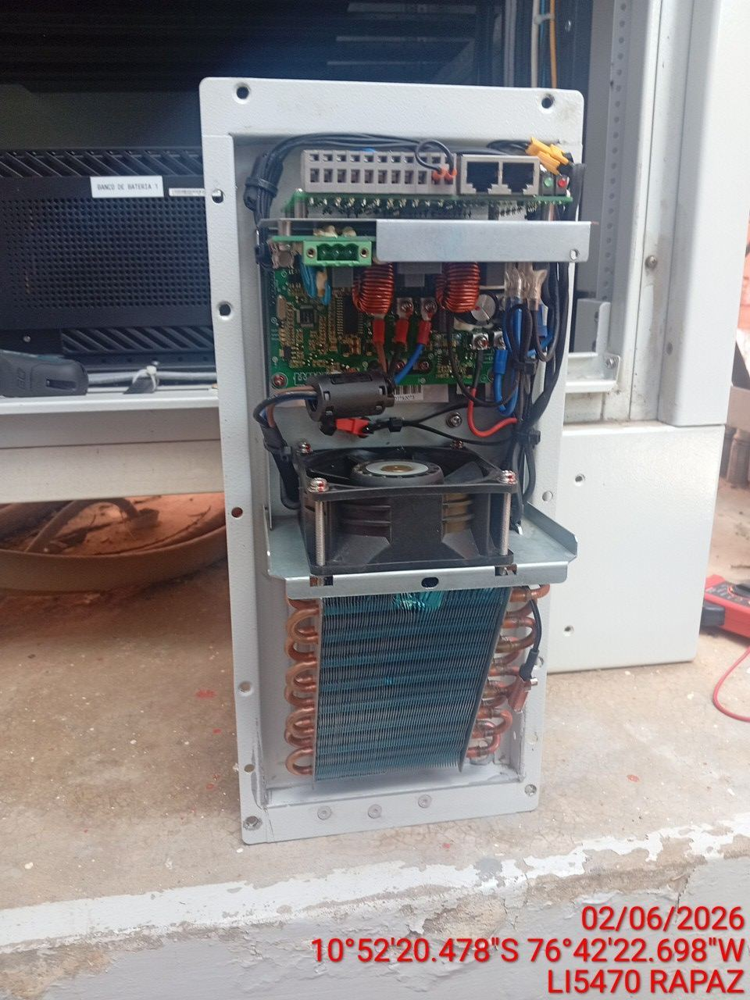 BANCO DE BATERIA 1
02/06/2026
10°52'20.478"S 76°42'22.698"W
LI5470 RAPAZ